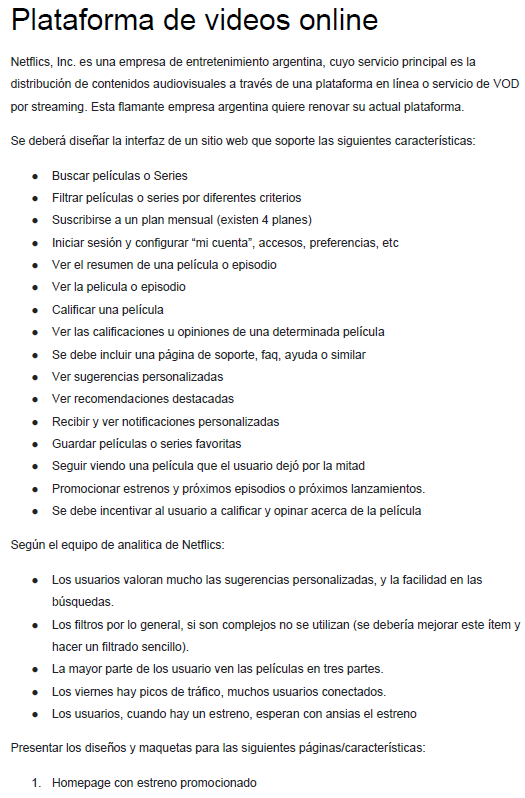 Plataforma de videos online
Netflics, Inc. es una empresa de entretenimiento argentina, cuyo servicio principal es la
distribución de contenidos audiovisuales a través de una plataforma en línea o servicio de VOD
por streaming. Esta flamante empresa argentina quiere renovar su actual plataforma.
Se deberá diseñar la interfaz de un sitio web que soporte las siguientes características:
● Buscar películas o Series
● Filtrar películas o series por diferentes criterios
● Suscribirse a un plan mensual (existen 4 planes)
● Iniciar sesión y configurar “mi cuenta”, accesos, preferencias, etc
● Ver el resumen de una película o episodio
● Ver la pelicula o episodio
● Calificar una película
● Ver las calificaciones u opiniones de una determinada película
● Se debe incluir una página de soporte, faq, ayuda o similar
● Ver sugerencias personalizadas
● Ver recomendaciones destacadas
● Recibir y ver notificaciones personalizadas
● Guardar películas o series favoritas
● Seguir viendo una película que el usuario dejó por la mitad
● Promocionar estrenos y próximos episodios o próximos lanzamientos.
● Se debe incentivar al usuario a calificar y opinar acerca de la película
Según el equipo de analitica de Netflics:
● Los usuarios valoran mucho las sugerencias personalizadas, y la facilidad en las
búsquedas.
● Los filtros por lo general, si son complejos no se utilizan (se debería mejorar este ítem y
hacer un filtrado sencillo).
● La mayor parte de los usuario ven las películas en tres partes.
● Los viernes hay picos de tráfico, muchos usuarios conectados.
● Los usuarios, cuando hay un estreno, esperan con ansias el estreno
Presentar los diseños y maquetas para las siguientes páginas/características:
1. Homepage con estreno promocionado